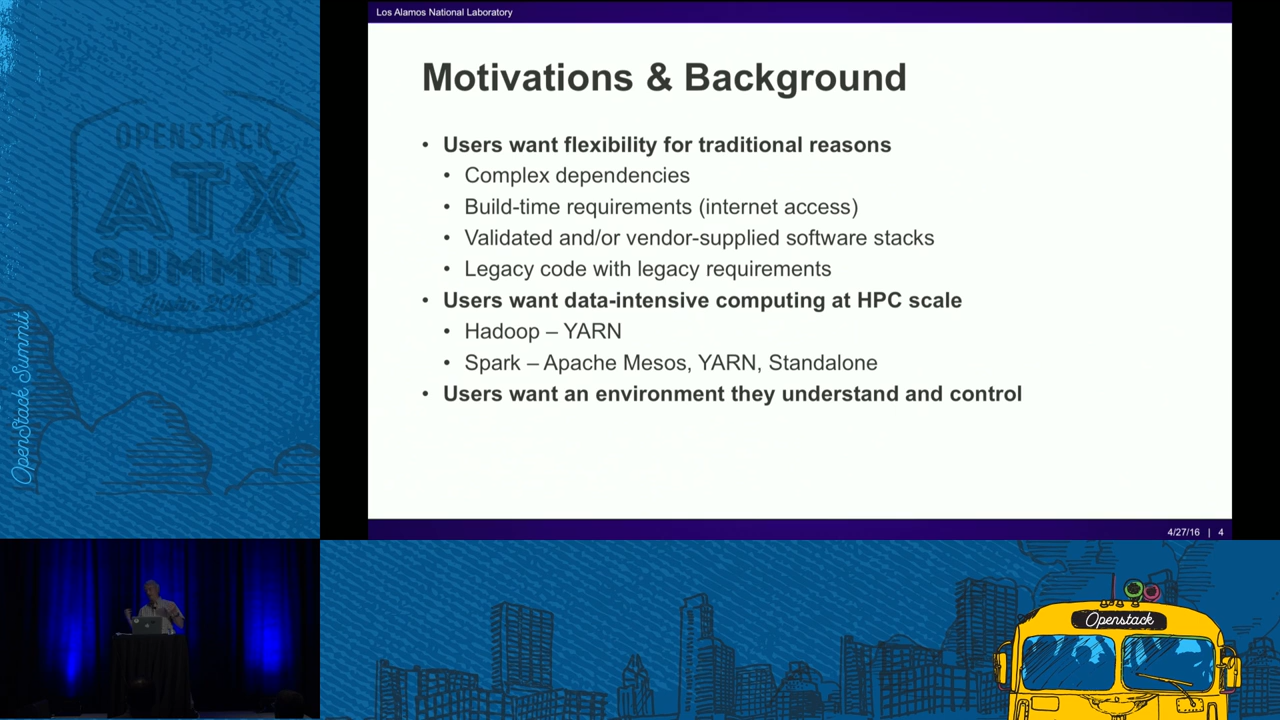 Los Alamos National Laboratory
Motivations & Background
• Users want flexibility for traditional reasons
• Complex dependencies
• Build-time requirements (internet access)
• Validated and/or vendor-supplied software stacks
• Legacy code with legacy requirements
• Users want data-intensive computing at HPC scale
• Hadoop – YARN
• Spark – Apache Mesos, YARN, Standalone
• Users want an environment they understand and control
4/27/16 | 4
OPENSTACK
ATX
SUMMIT
Austin 2016
OpenStack Summit
Openstack